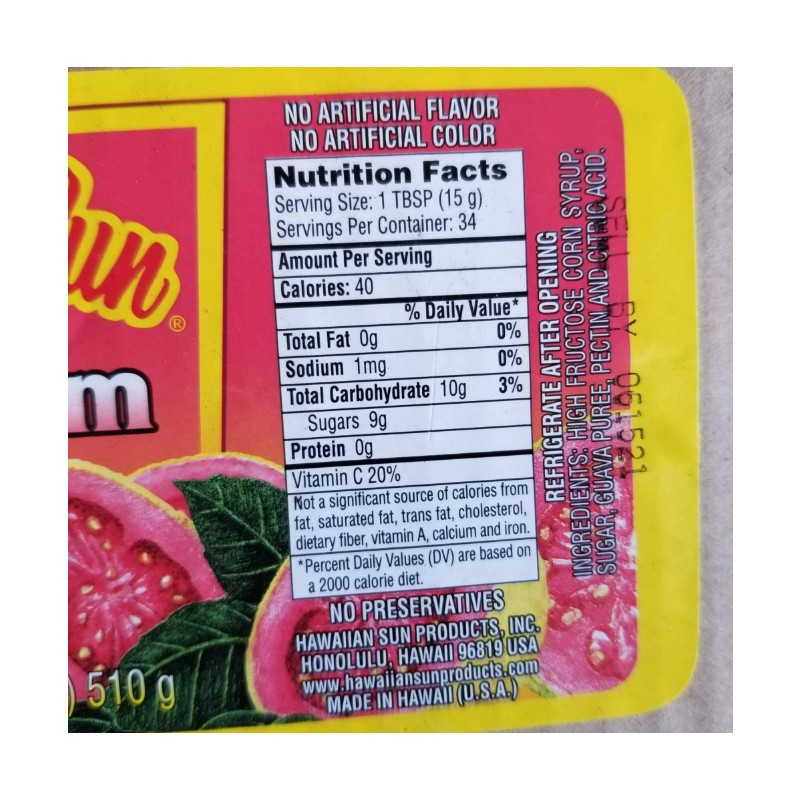 NO ARTIFICIAL FLAVOR
NO ARTIFICIAL COLOR
Nutrition Facts
Serving Size: 1 TBSP (15 g)
Servings Per Container: 34
Amount Per Serving
Calories: 40
% Daily Value*
Total Fat 0g 0%
Sodium 1mg 0%
Total Carbohydrate 10g 3%
Sugars 9g
Protein 0g
Vitamin C 20%
Not a significant source of calories from
fat, saturated fat, trans fat, cholesterol,
dietary fiber, vitamin A, calcium and iron.
*Percent Daily Values (DV) are based on
a 2000 calorie diet.
NO PRESERVATIVES
HAWAIIAN SUN PRODUCTS, INC.
HONOLULU, HAWAII 96819 USA
www.hawaiiansunproducts.com
MADE IN HAWAII (U.S.A.)
REFRIGERATE AFTER OPENING
INGREDIENTS: HIGH FRUCTOSE CORN SYRUP,
SUGAR, GUAVA PUREE, PECTIN AND CITRIC ACID.
SELL BY 061521
un®
m
) 510 g